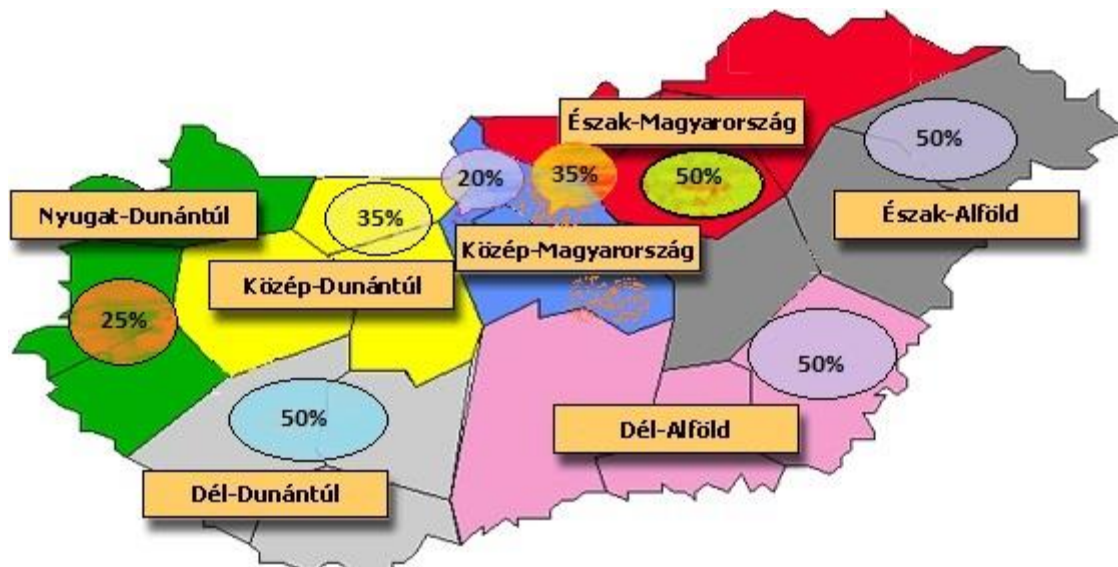 Észak-Magyarország
50%
20%
35%
50%
Nyugat-Dunántúl
35%
Észak-Alföld
Közép-Magyarország
Közép-Dunántúl
25%
50%
50%
Dél-Alföld
Dél-Dunántúl